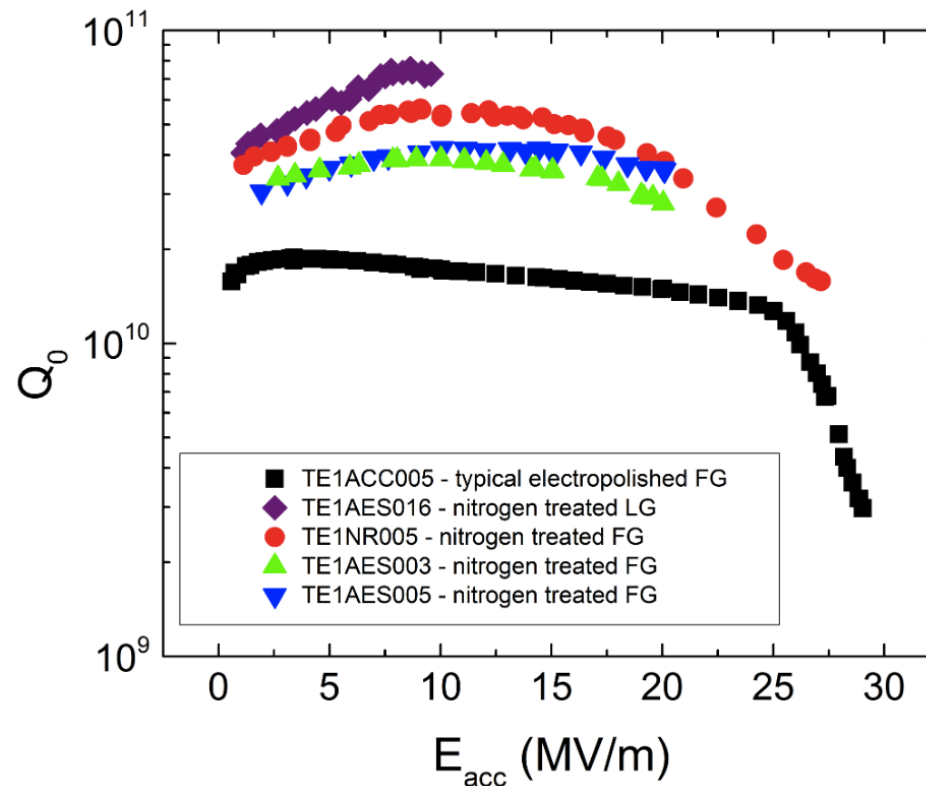 10^11
10^10
10^9
Q_0
TE1ACC005 - typical electropolished FG
TE1AES016 - nitrogen treated LG
TE1NR005 - nitrogen treated FG
TE1AES003 - nitrogen treated FG
TE1AES005 - nitrogen treated FG
0 5 10 15 20 25 30
E_acc (MV/m)